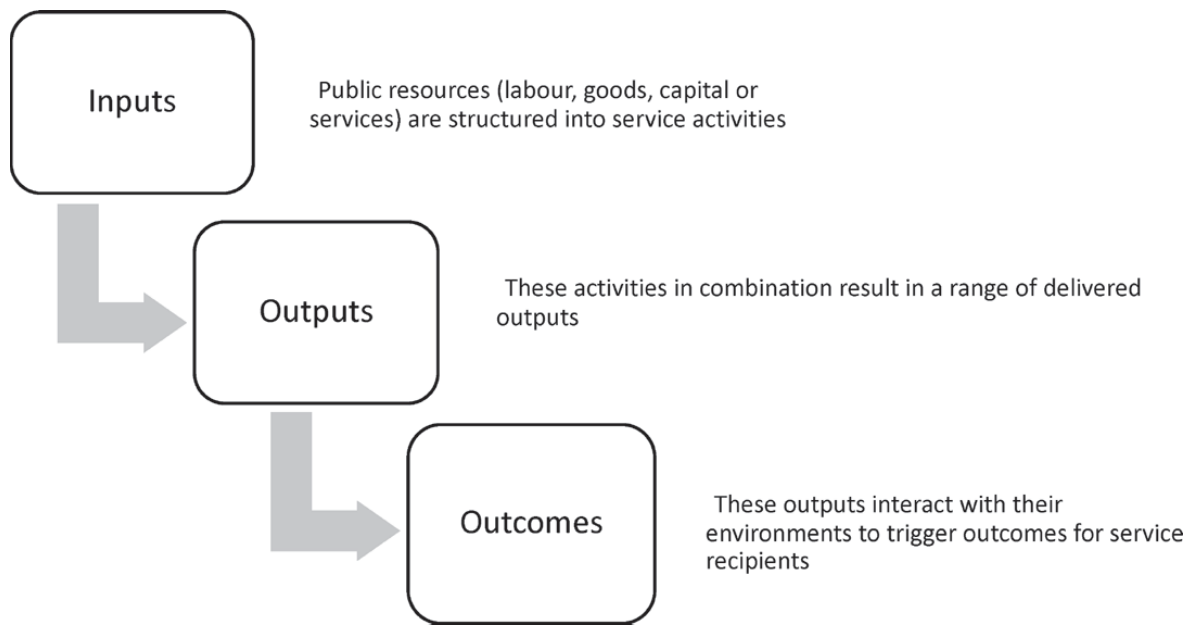 Inputs
Public resources (labour, goods, capital or
services) are structured into service activities
Outputs
These activities in combination result in a range of delivered
outputs
Outcomes
These outputs interact with their
environments to trigger outcomes for service
recipients